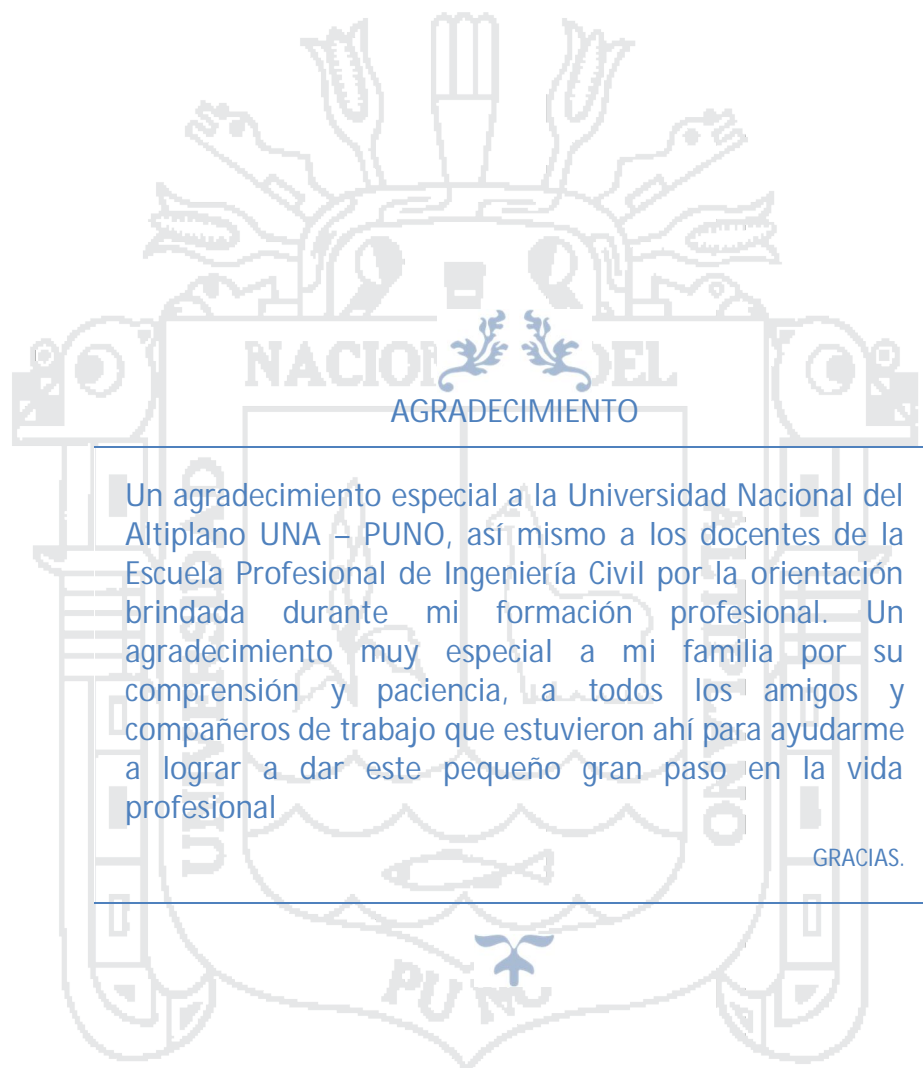 NACIONAL DEL
AGRADECIMIENTO
Un agradecimiento especial a la Universidad Nacional del
Altiplano UNA – PUNO, así mismo a los docentes de la
Escuela Profesional de Ingeniería Civil por la orientación
brindada durante mi formación profesional. Un
agradecimiento muy especial a mi familia por su
comprensión y paciencia, a todos los amigos y
compañeros de trabajo que estuvieron ahí para ayudarme
a lograr a dar este pequeño gran paso en la vida
profesional
GRACIAS.
UNIVERSIDAD
ALTIPLANO
PUNO